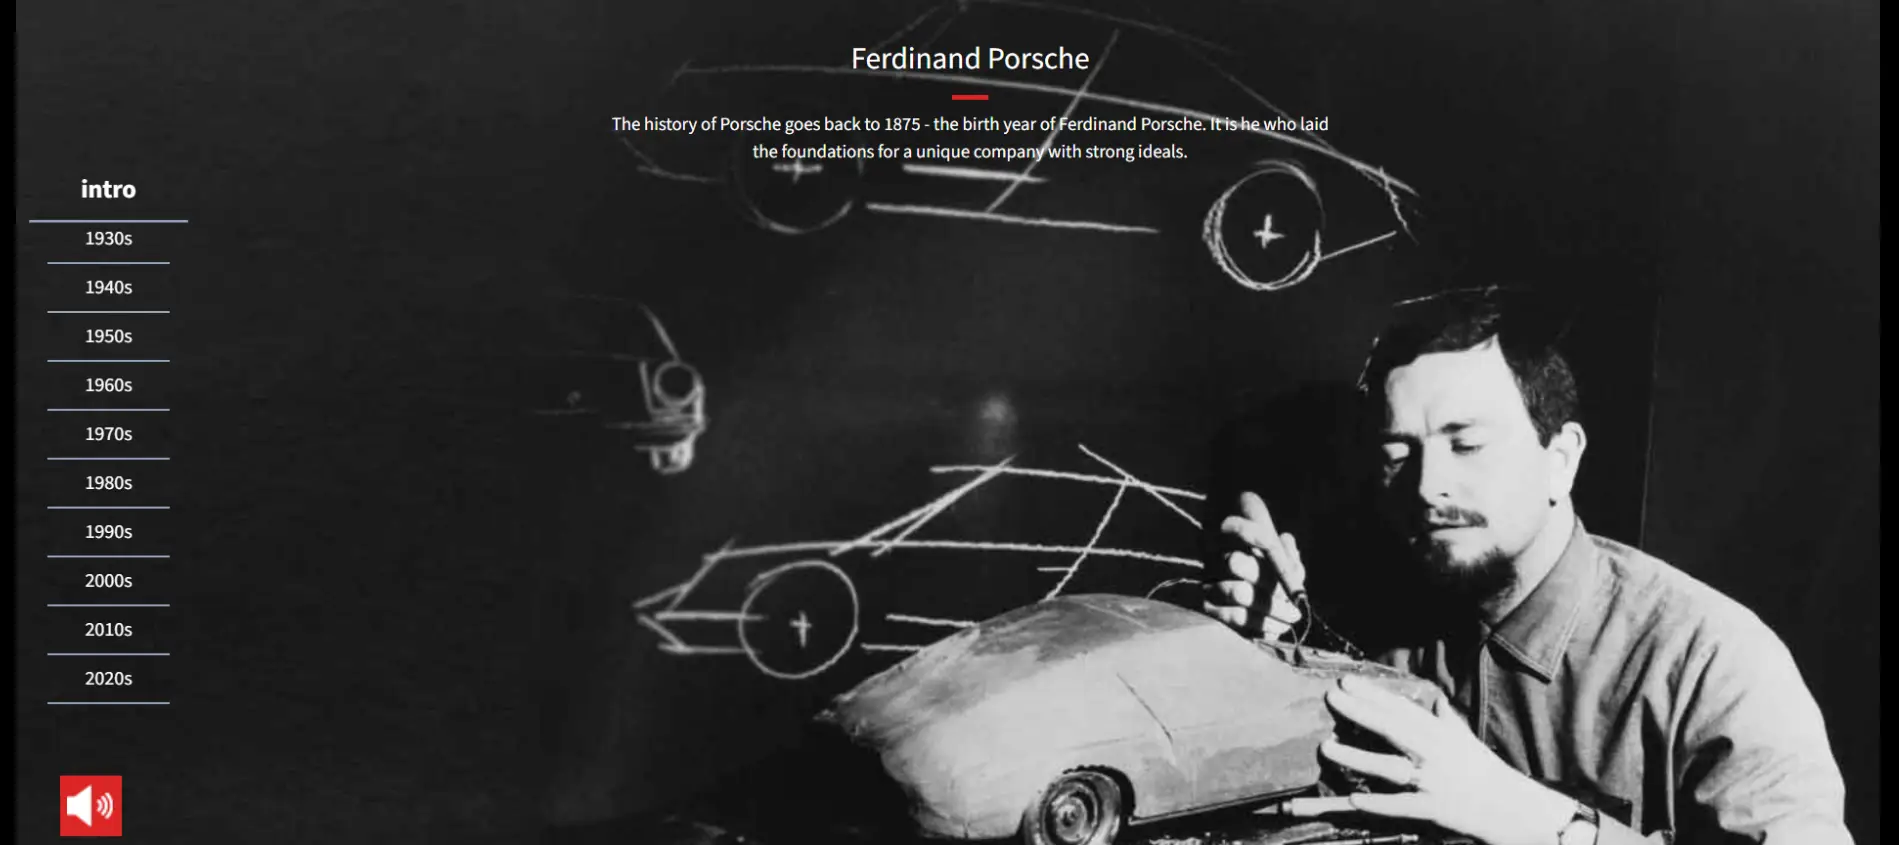 Ferdinand Porsche
The history of Porsche goes back to 1875 - the birth year of Ferdinand Porsche. It is he who laid
the foundations for a unique company with strong ideals.
intro
1930s
1940s
1950s
1960s
1970s
1980s
1990s
2000s
2010s
2020s